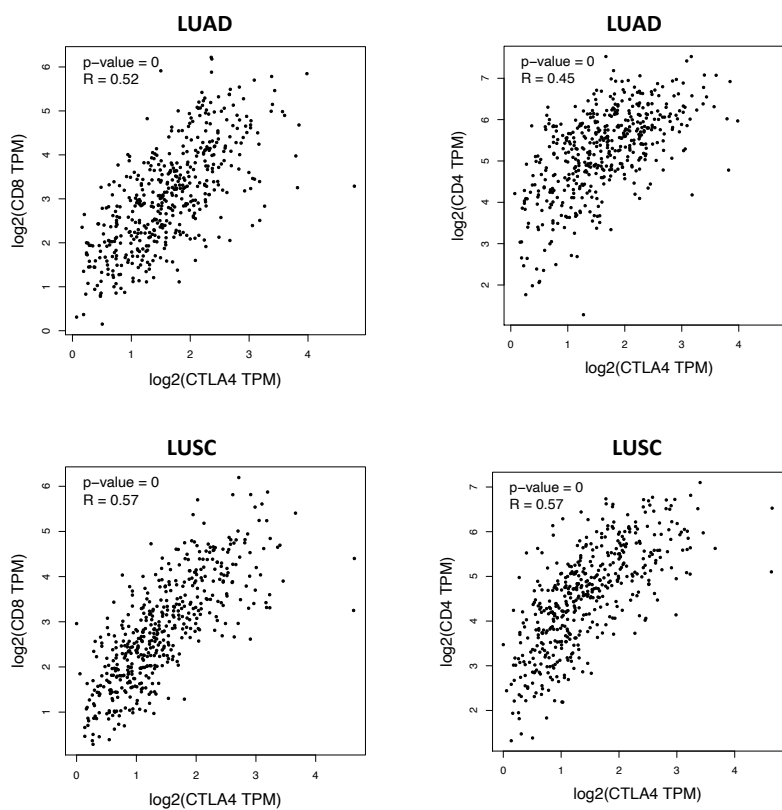 LUAD
p-value = 0
R = 0.52
log2(CD8 TPM)
0 1 2 3 4 5 6
0 1 2 3 4
log2(CTLA4 TPM)
LUAD
p-value = 0
R = 0.45
log2(CD4 TPM)
2 3 4 5 6 7
0 1 2 3 4
log2(CTLA4 TPM)
LUSC
p-value = 0
R = 0.57
log2(CD8 TPM)
1 2 3 4 5 6
0 1 2 3 4
log2(CTLA4 TPM)
LUSC
p-value = 0
R = 0.57
log2(CD4 TPM)
2 3 4 5 6 7
0 1 2 3 4
log2(CTLA4 TPM)